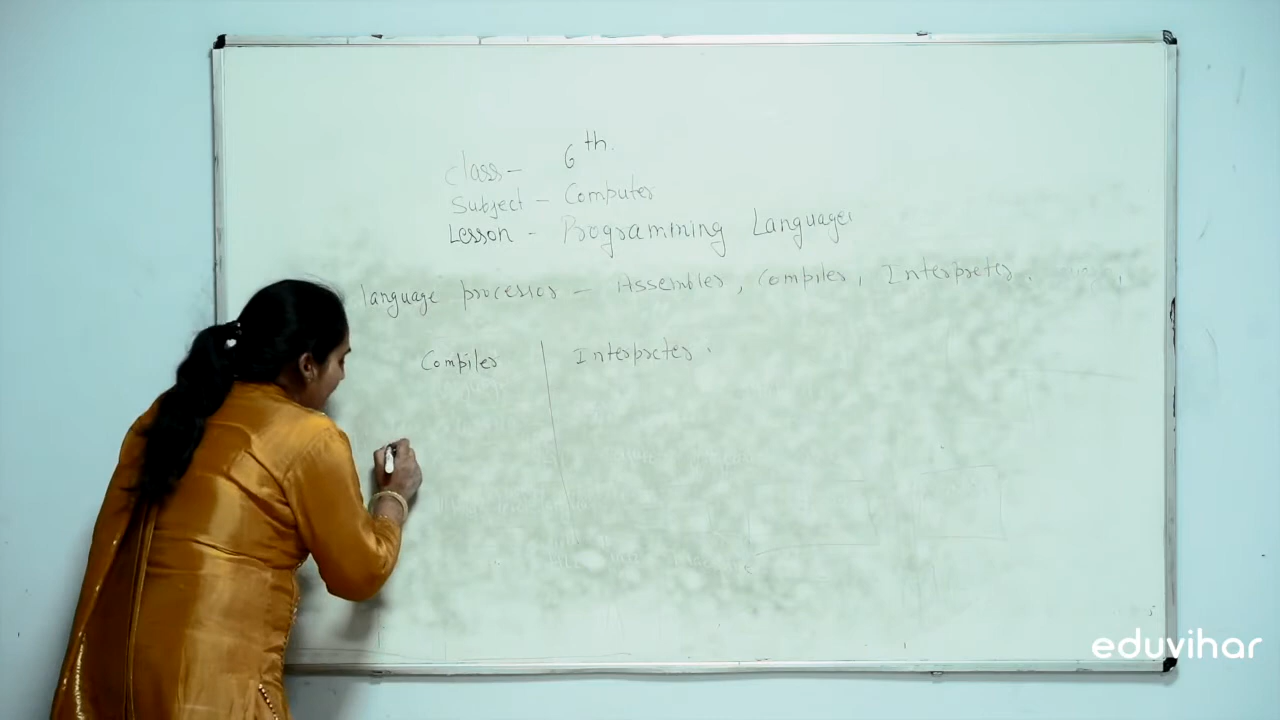 Class - 6th.
Subject - Computer
Lesson - Programming Languages
language processor - Assembler, Compiler, Interpreter.
Compiler Interpreter.
eduvihar